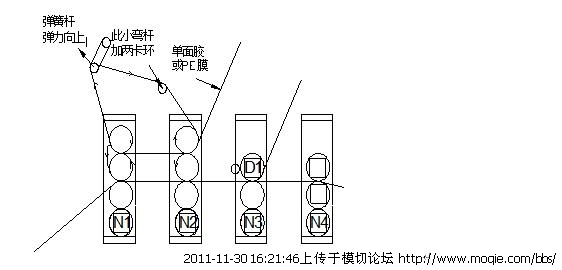 弹簧杆
弹力向上
此小弯杆
加两卡环
单面胶
或PE膜
D1
N1
N2
N3
N4
2011-11-30 16:21:46上传于模切论坛 http://www.moqie.com/bbs/